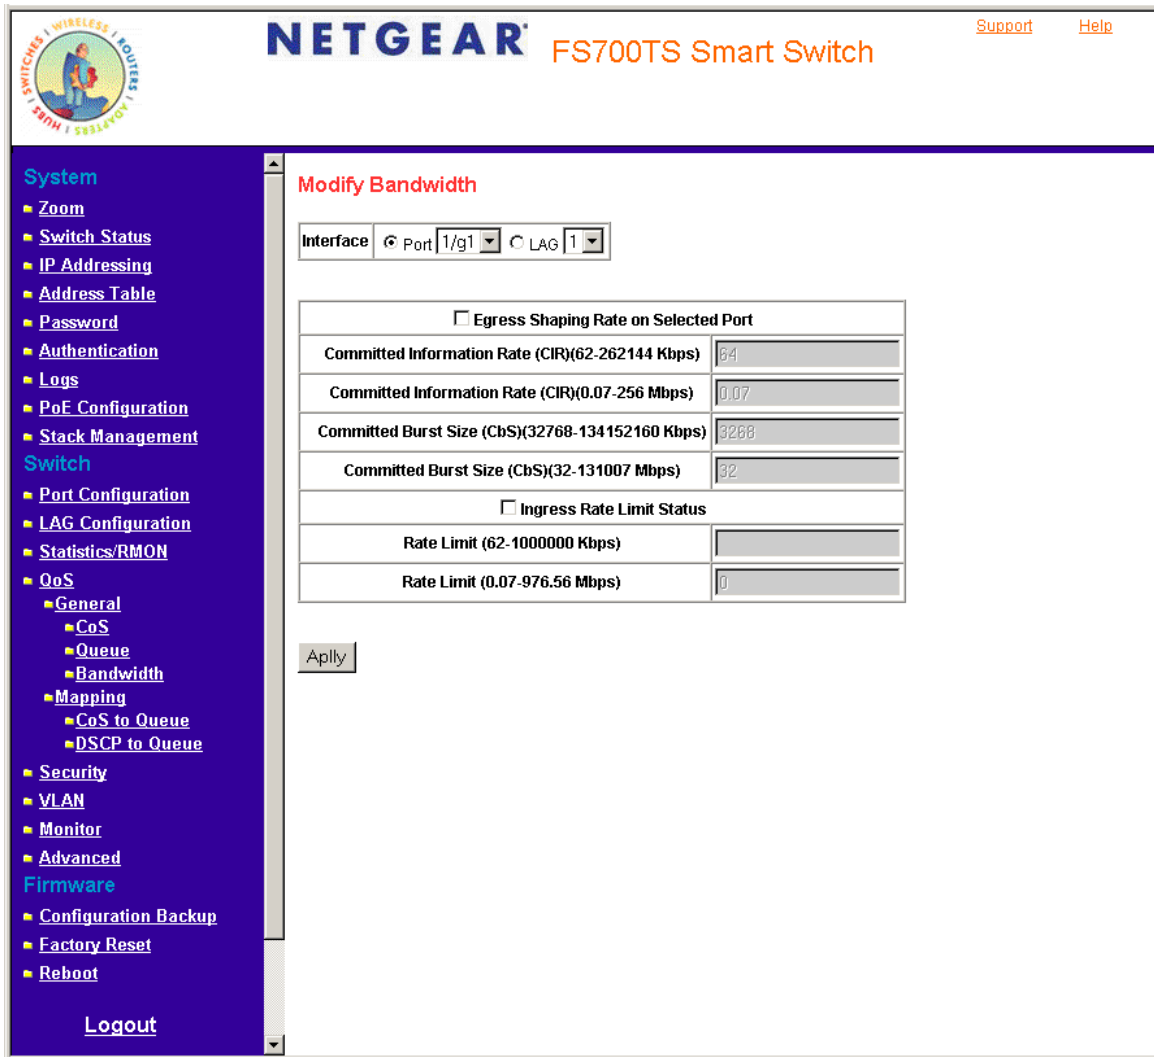 SWITCHES | WIRELESS | ROUTERS | ADAPTERS | HUBS |
NETGEAR FS700TS Smart Switch
Support Help
System
Zoom
Switch Status
IP Addressing
Address Table
Password
Authentication
Logs
PoE Configuration
Stack Management
Switch
Port Configuration
LAG Configuration
Statistics/RMON
QoS
General
CoS
Queue
Bandwidth
Mapping
CoS to Queue
DSCP to Queue
Security
VLAN
Monitor
Advanced
Firmware
Configuration Backup
Factory Reset
Reboot
Logout
Modify Bandwidth
Interface Port 1/g1 LAG 1
Egress Shaping Rate on Selected Port
Committed Information Rate (CIR)(62-262144 Kbps) 64
Committed Information Rate (CIR)(0.07-256 Mbps) 0.07
Committed Burst Size (CbS)(32768-134152160 Kbps) 3268
Committed Burst Size (CbS)(32-131007 Mbps) 32
Ingress Rate Limit Status
Rate Limit (62-1000000 Kbps)
Rate Limit (0.07-976.56 Mbps) 0
Aplly